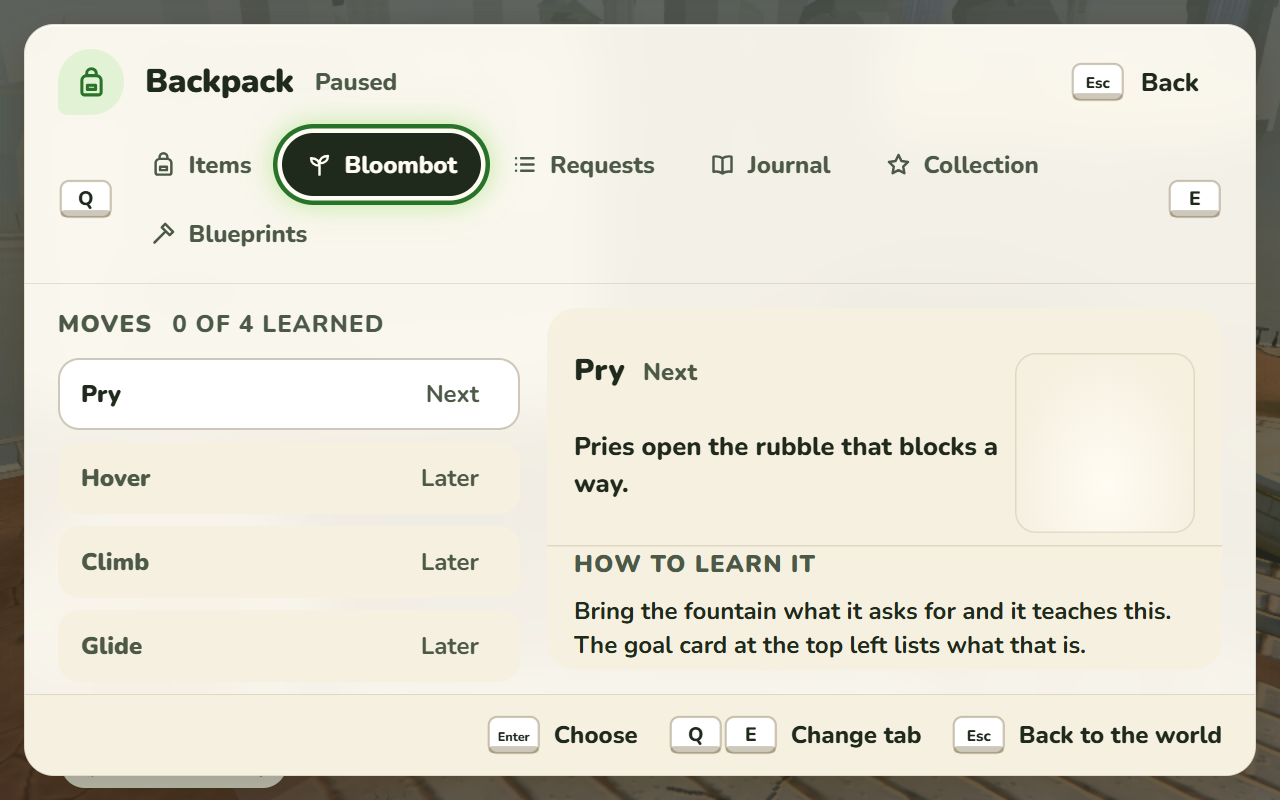 Backpack Paused
Esc Back
Items
Bloombot
Requests
Journal
Collection
Q
E
Blueprints
MOVES 0 OF 4 LEARNED
Pry Next
Hover Later
Climb Later
Glide Later
Pry Next
Pries open the rubble that blocks a
way.
HOW TO LEARN IT
Bring the fountain what it asks for and it teaches this.
The goal card at the top left lists what that is.
Enter Choose
Q E Change tab
Esc Back to the world